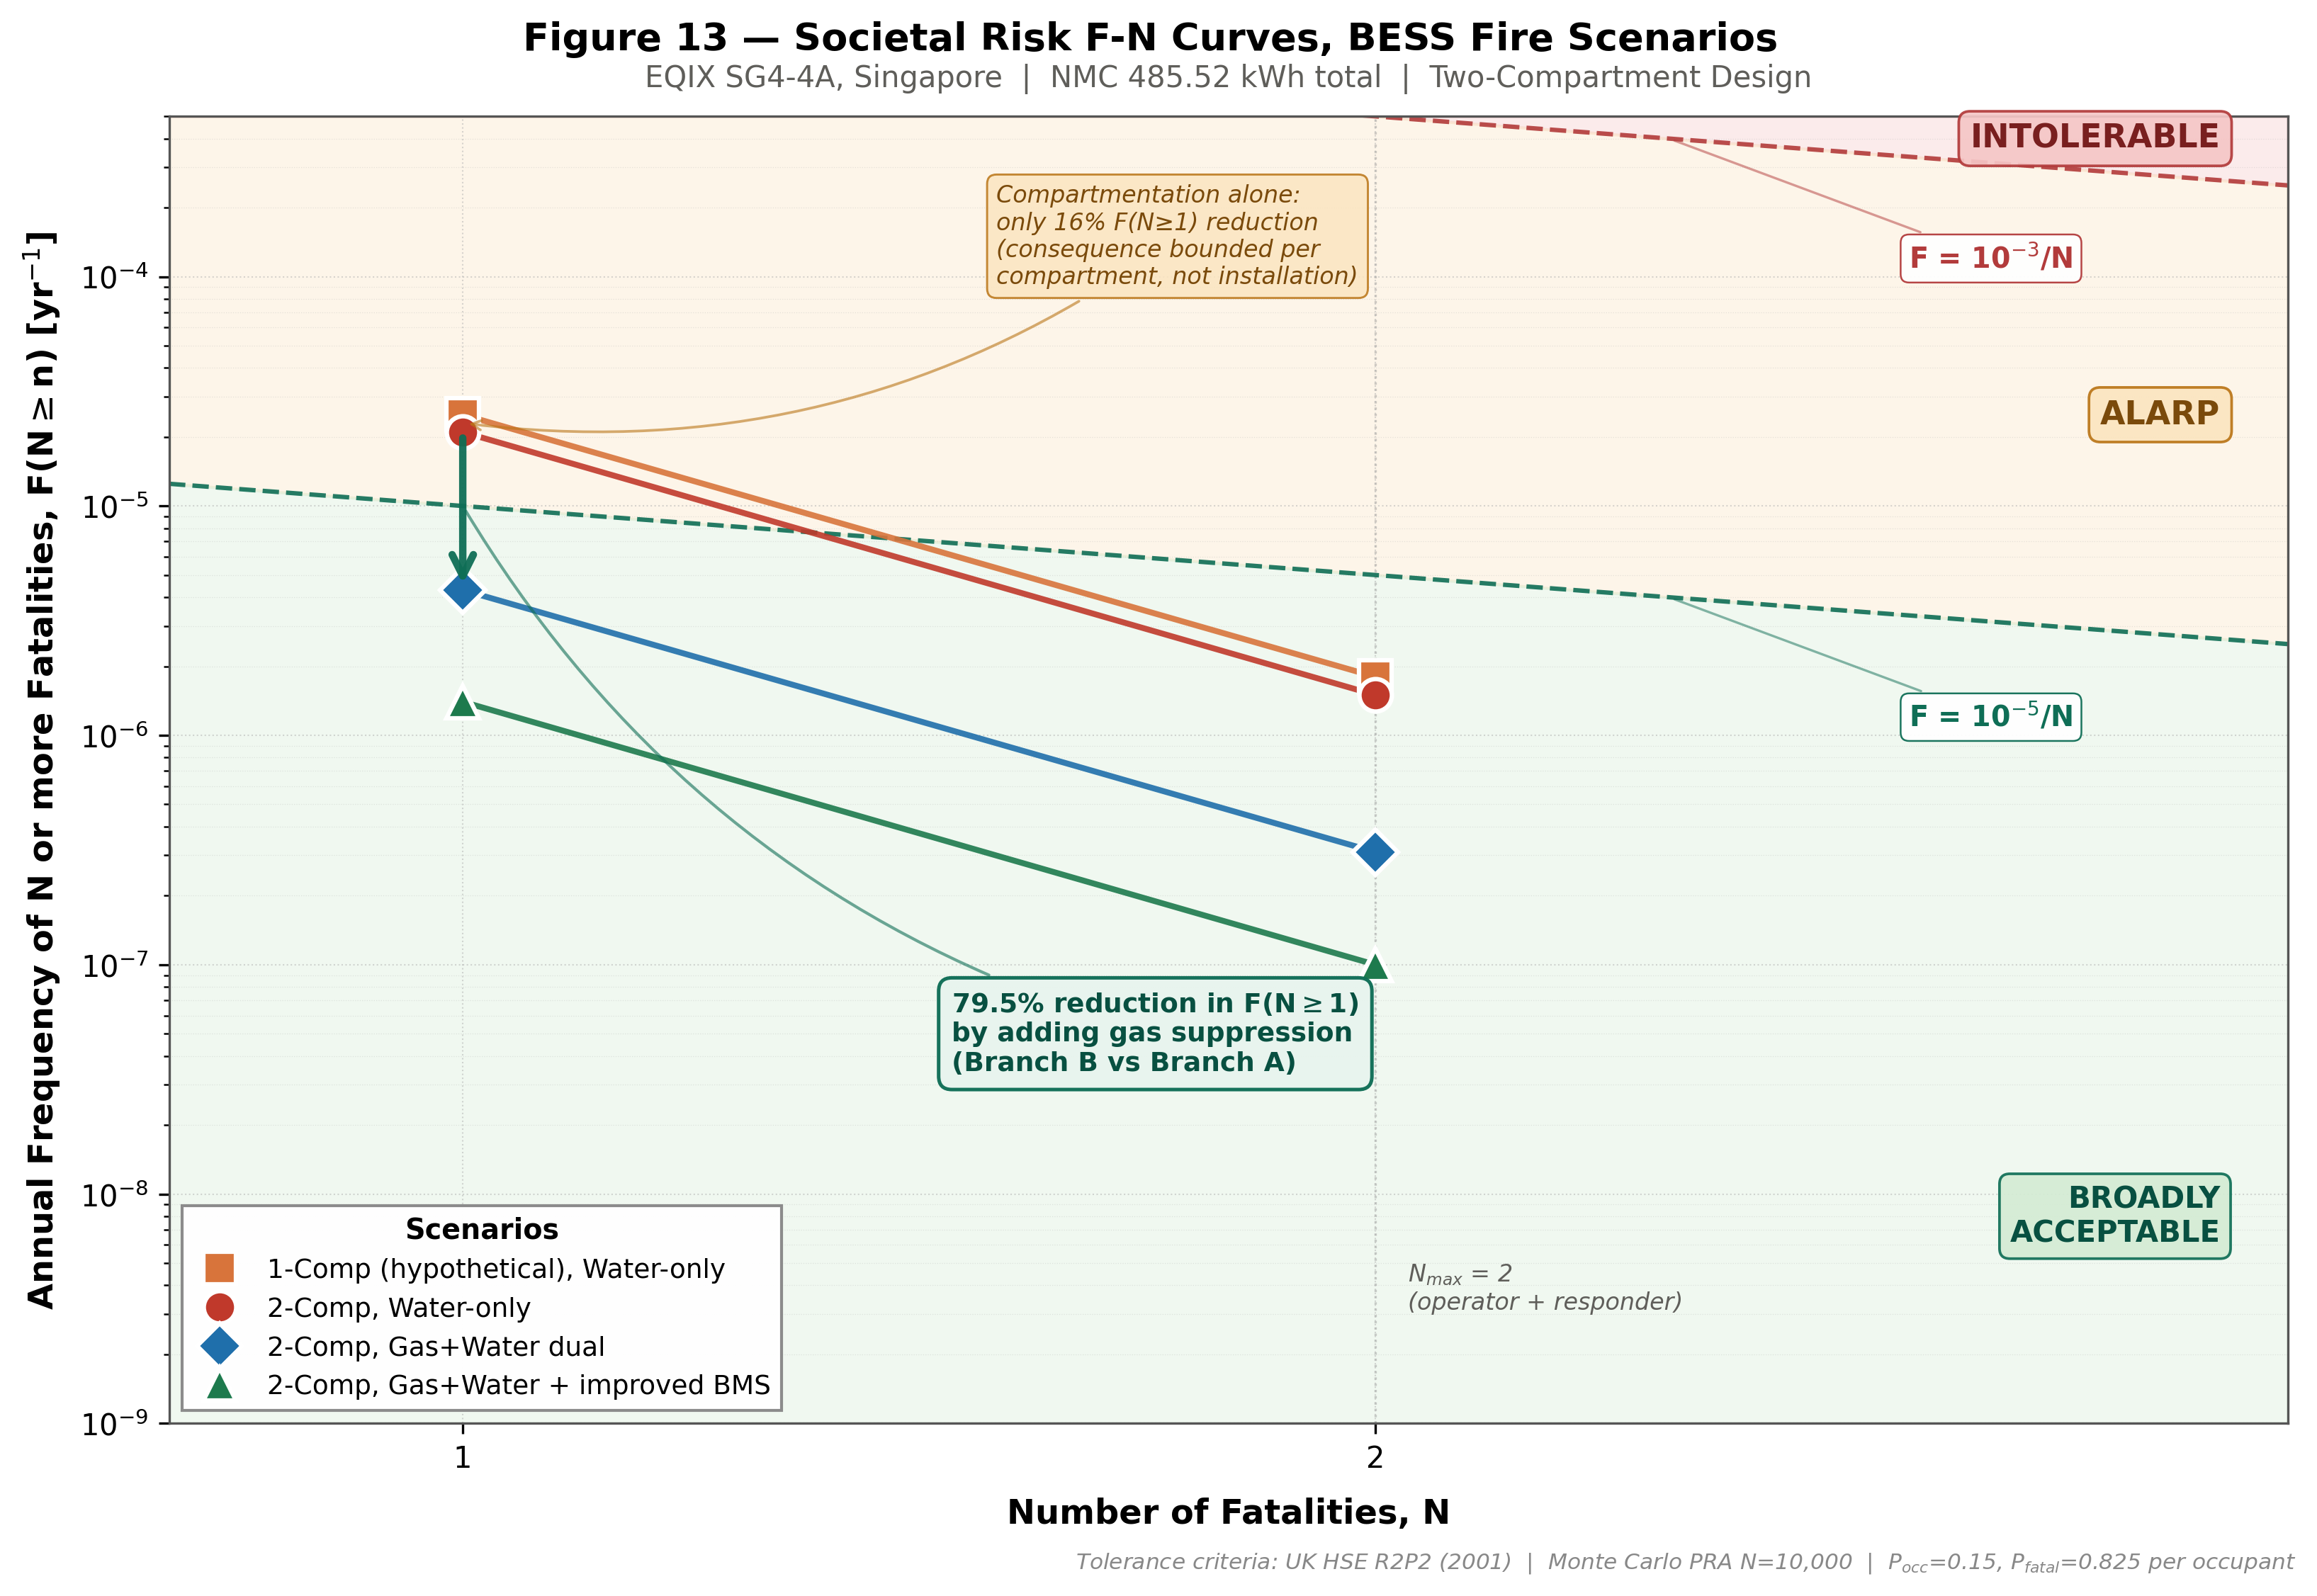 Figure 13 — Societal Risk F-N Curves, BESS Fire Scenarios
EQIX SG4-4A, Singapore | NMC 485.52 kWh total | Two-Compartment Design
INTOLERABLE
Compartmentation alone:
only 16% F(N≥1) reduction
(consequence bounded per
compartment, not installation)
F = 10⁻³/N
ALARP
F = 10⁻⁵/N
79.5% reduction in F(N ≥ 1)
by adding gas suppression
(Branch B vs Branch A)
BROADLY
ACCEPTABLE
N_max = 2
(operator + responder)
Scenarios
1-Comp (hypothetical), Water-only
2-Comp, Water-only
2-Comp, Gas+Water dual
2-Comp, Gas+Water + improved BMS
Annual Frequency of N or more Fatalities, F(N ≥ n) [yr⁻¹]
10⁻⁴
10⁻⁵
10⁻⁶
10⁻⁷
10⁻⁸
10⁻⁹
1
2
Number of Fatalities, N
Tolerance criteria: UK HSE R2P2 (2001) | Monte Carlo PRA N=10,000 | P_occ=0.15, P_fatal=0.825 per occupant